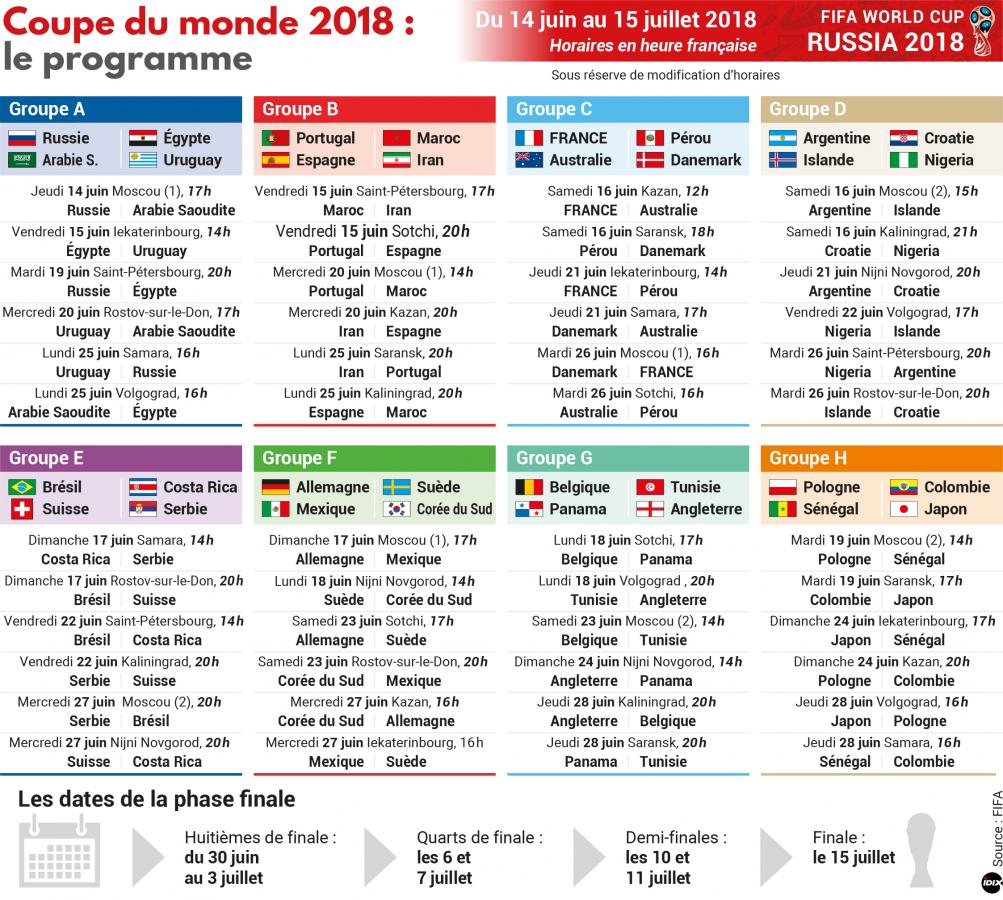 Coupe du monde 2018 :
le programme
Du 14 juin au 15 juillet 2018
Horaires en heure française
FIFA WORLD CUP
RUSSIA 2018
Sous réserve de modification d’horaires
Groupe A
Russie Égypte
Arabie S. Uruguay
Jeudi 14 juin Moscou (1), 17h
Russie Arabie Saoudite
Vendredi 15 juin Iekaterinbourg, 14h
Égypte Uruguay
Mardi 19 juin Saint-Pétersbourg, 20h
Russie Égypte
Mercredi 20 juin Rostov-sur-le-Don, 17h
Uruguay Arabie Saoudite
Lundi 25 juin Samara, 16h
Uruguay Russie
Lundi 25 juin Volgograd, 16h
Arabie Saoudite Égypte
Groupe B
Portugal Maroc
Espagne Iran
Vendredi 15 juin Saint-Pétersbourg, 17h
Maroc Iran
Vendredi 15 juin Sotchi, 20h
Portugal Espagne
Mercredi 20 juin Moscou (1), 14h
Portugal Maroc
Mercredi 20 juin Kazan, 20h
Iran Espagne
Lundi 25 juin Saransk, 20h
Iran Portugal
Lundi 25 juin Kaliningrad, 20h
Espagne Maroc
Groupe C
FRANCE Pérou
Australie Danemark
Samedi 16 juin Kazan, 12h
FRANCE Australie
Samedi 16 juin Saransk, 18h
Pérou Danemark
Jeudi 21 juin Iekaterinbourg, 14h
FRANCE Pérou
Jeudi 21 juin Samara, 17h
Danemark Australie
Mardi 26 juin Moscou (1), 16h
Danemark FRANCE
Mardi 26 juin Sotchi, 16h
Australie Pérou
Groupe D
Argentine Croatie
Islande Nigeria
Samedi 16 juin Moscou (2), 15h
Argentine Islande
Samedi 16 juin Kaliningrad, 21h
Croatie Nigeria
Jeudi 21 juin Nijni Novgorod, 20h
Argentine Croatie
Vendredi 22 juin Volgograd, 17h
Nigeria Islande
Mardi 26 juin Saint-Pétersbourg, 20h
Nigeria Argentine
Mardi 26 juin Rostov-sur-le-Don, 20h
Islande Croatie
Groupe E
Brésil Costa Rica
Suisse Serbie
Dimanche 17 juin Samara, 14h
Costa Rica Serbie
Dimanche 17 juin Rostov-sur-le-Don, 20h
Brésil Suisse
Vendredi 22 juin Saint-Pétersbourg, 14h
Brésil Costa Rica
Vendredi 22 juin Kaliningrad, 20h
Serbie Suisse
Mercredi 27 juin Moscou (2), 20h
Serbie Brésil
Mercredi 27 juin Nijni Novgorod, 20h
Suisse Costa Rica
Groupe F
Allemagne Suède
Mexique Corée du Sud
Dimanche 17 juin Moscou (1), 17h
Allemagne Mexique
Lundi 18 juin Nijni Novgorod, 14h
Suède Corée du Sud
Samedi 23 juin Sotchi, 17h
Allemagne Suède
Samedi 23 juin Rostov-sur-le-Don, 20h
Corée du Sud Mexique
Mercredi 27 juin Kazan, 16h
Corée du Sud Allemagne
Mercredi 27 juin Iekaterinbourg, 16h
Mexique Suède
Groupe G
Belgique Tunisie
Panama Angleterre
Lundi 18 juin Sotchi, 17h
Belgique Panama
Lundi 18 juin Volgograd , 20h
Tunisie Angleterre
Samedi 23 juin Moscou (2), 14h
Belgique Tunisie
Dimanche 24 juin Nijni Novgorod, 14h
Angleterre Panama
Jeudi 28 juin Kaliningrad, 20h
Angleterre Belgique
Jeudi 28 juin Saransk, 20h
Panama Tunisie
Groupe H
Pologne Colombie
Sénégal Japon
Mardi 19 juin Moscou (2), 14h
Pologne Sénégal
Mardi 19 juin Saransk, 17h
Colombie Japon
Dimanche 24 juin Iekaterinbourg, 17h
Japon Sénégal
Dimanche 24 juin Kazan, 20h
Pologne Colombie
Jeudi 28 juin Volgograd, 16h
Japon Pologne
Jeudi 28 juin Samara, 16h
Sénégal Colombie
Les dates de la phase finale
Huitièmes de finale :
du 30 juin
au 3 juillet
Quarts de finale :
les 6 et
7 juillet
Demi-finales :
les 10 et
11 juillet
Finale :
le 15 juillet
Source : FIFA
IDIX